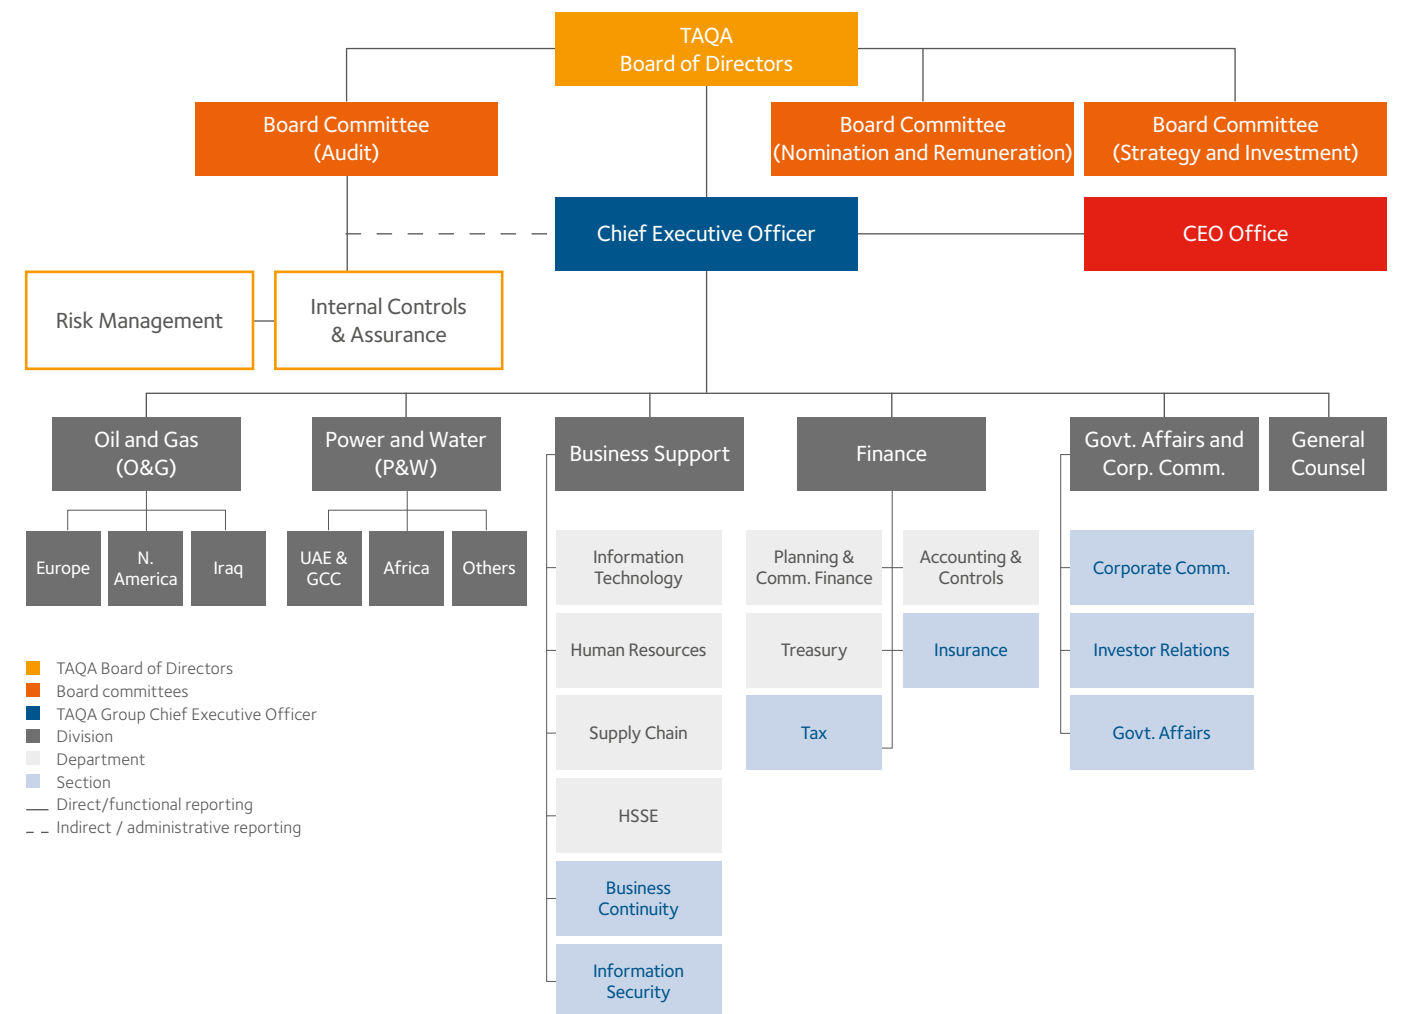 TAQA
Board of Directors
Board Committee
(Audit)
Board Committee
(Nomination and Remuneration)
Board Committee
(Strategy and Investment)
Chief Executive Officer
CEO Office
Risk Management
Internal Controls
& Assurance
Oil and Gas
(O&G)
Power and Water
(P&W)
Business Support
Finance
Govt. Affairs and
Corp. Comm.
General
Counsel
Europe
N.
America
Iraq
UAE &
GCC
Africa
Others
Information
Technology
Human Resources
Supply Chain
HSSE
Business
Continuity
Information
Security
Planning &
Comm. Finance
Accounting &
Controls
Treasury
Insurance
Tax
Corporate Comm.
Investor Relations
Govt. Affairs
TAQA Board of Directors
Board committees
TAQA Group Chief Executive Officer
Division
Department
Section
Direct/functional reporting
Indirect / administrative reporting